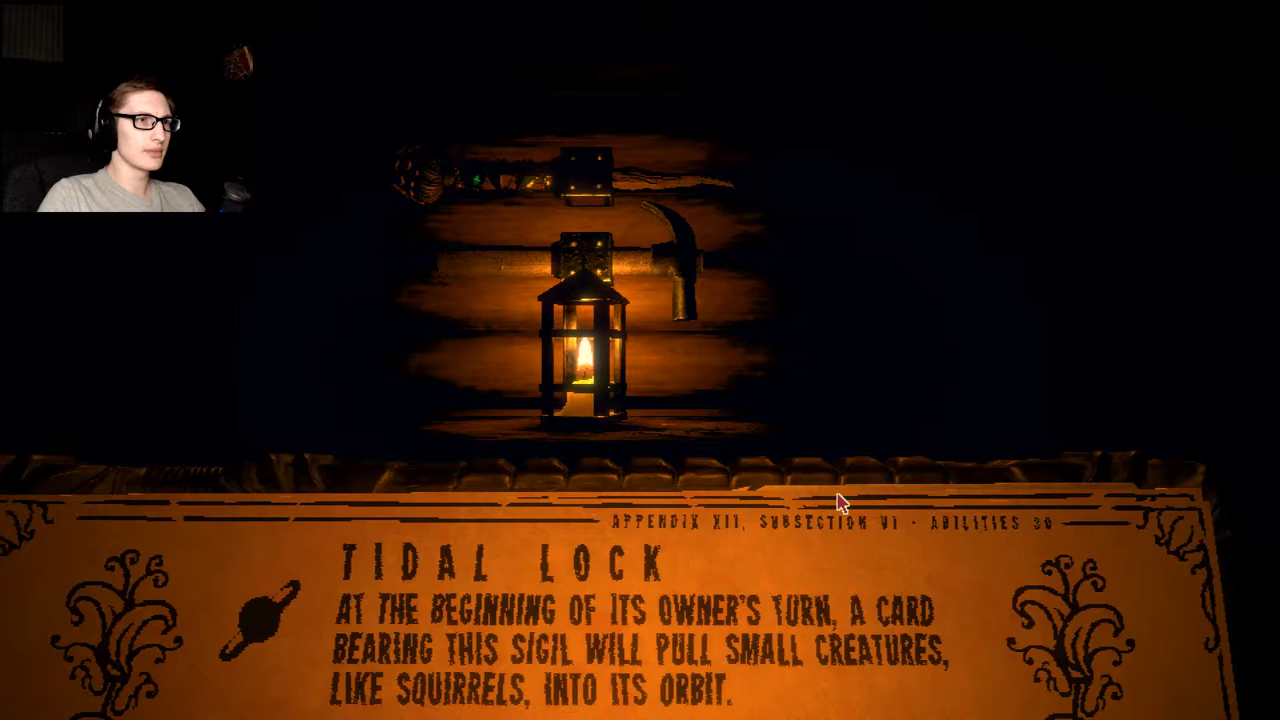 APPENDIX XII, SUBSECTION VI - ABILITIES 30
TIDAL LOCK
AT THE BEGINNING OF ITS OWNER'S TURN, A CARD
BEARING THIS SIGIL WILL PULL SMALL CREATURES,
LIKE SQUIRRELS, INTO ITS ORBIT.